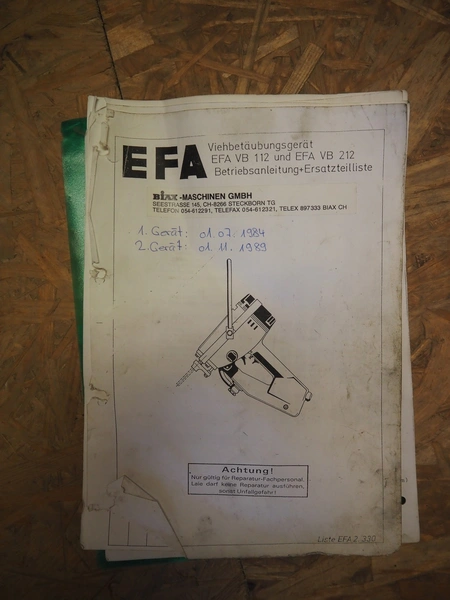 EFA
Viehbetäubungsgerät
EFA VB 112 und EFA VB 212
Betriebsanleitung+Ersatzteilliste
BIAX-MASCHINEN GMBH
SEESTRASSE 145, CH-8266 STECKBORN TG
TELEFON 054-612291, TELEFAX 054-612321, TELEX 897333 BIAX CH
1. Gerät: 01.07.1984
2. Gerät: 01.11.1989
Achtung!
Nur gültig für Reparatur-Fachpersonal.
Laie darf keine Reparatur ausführen,
sonst Unfallgefahr!
Liste EFA 2 330